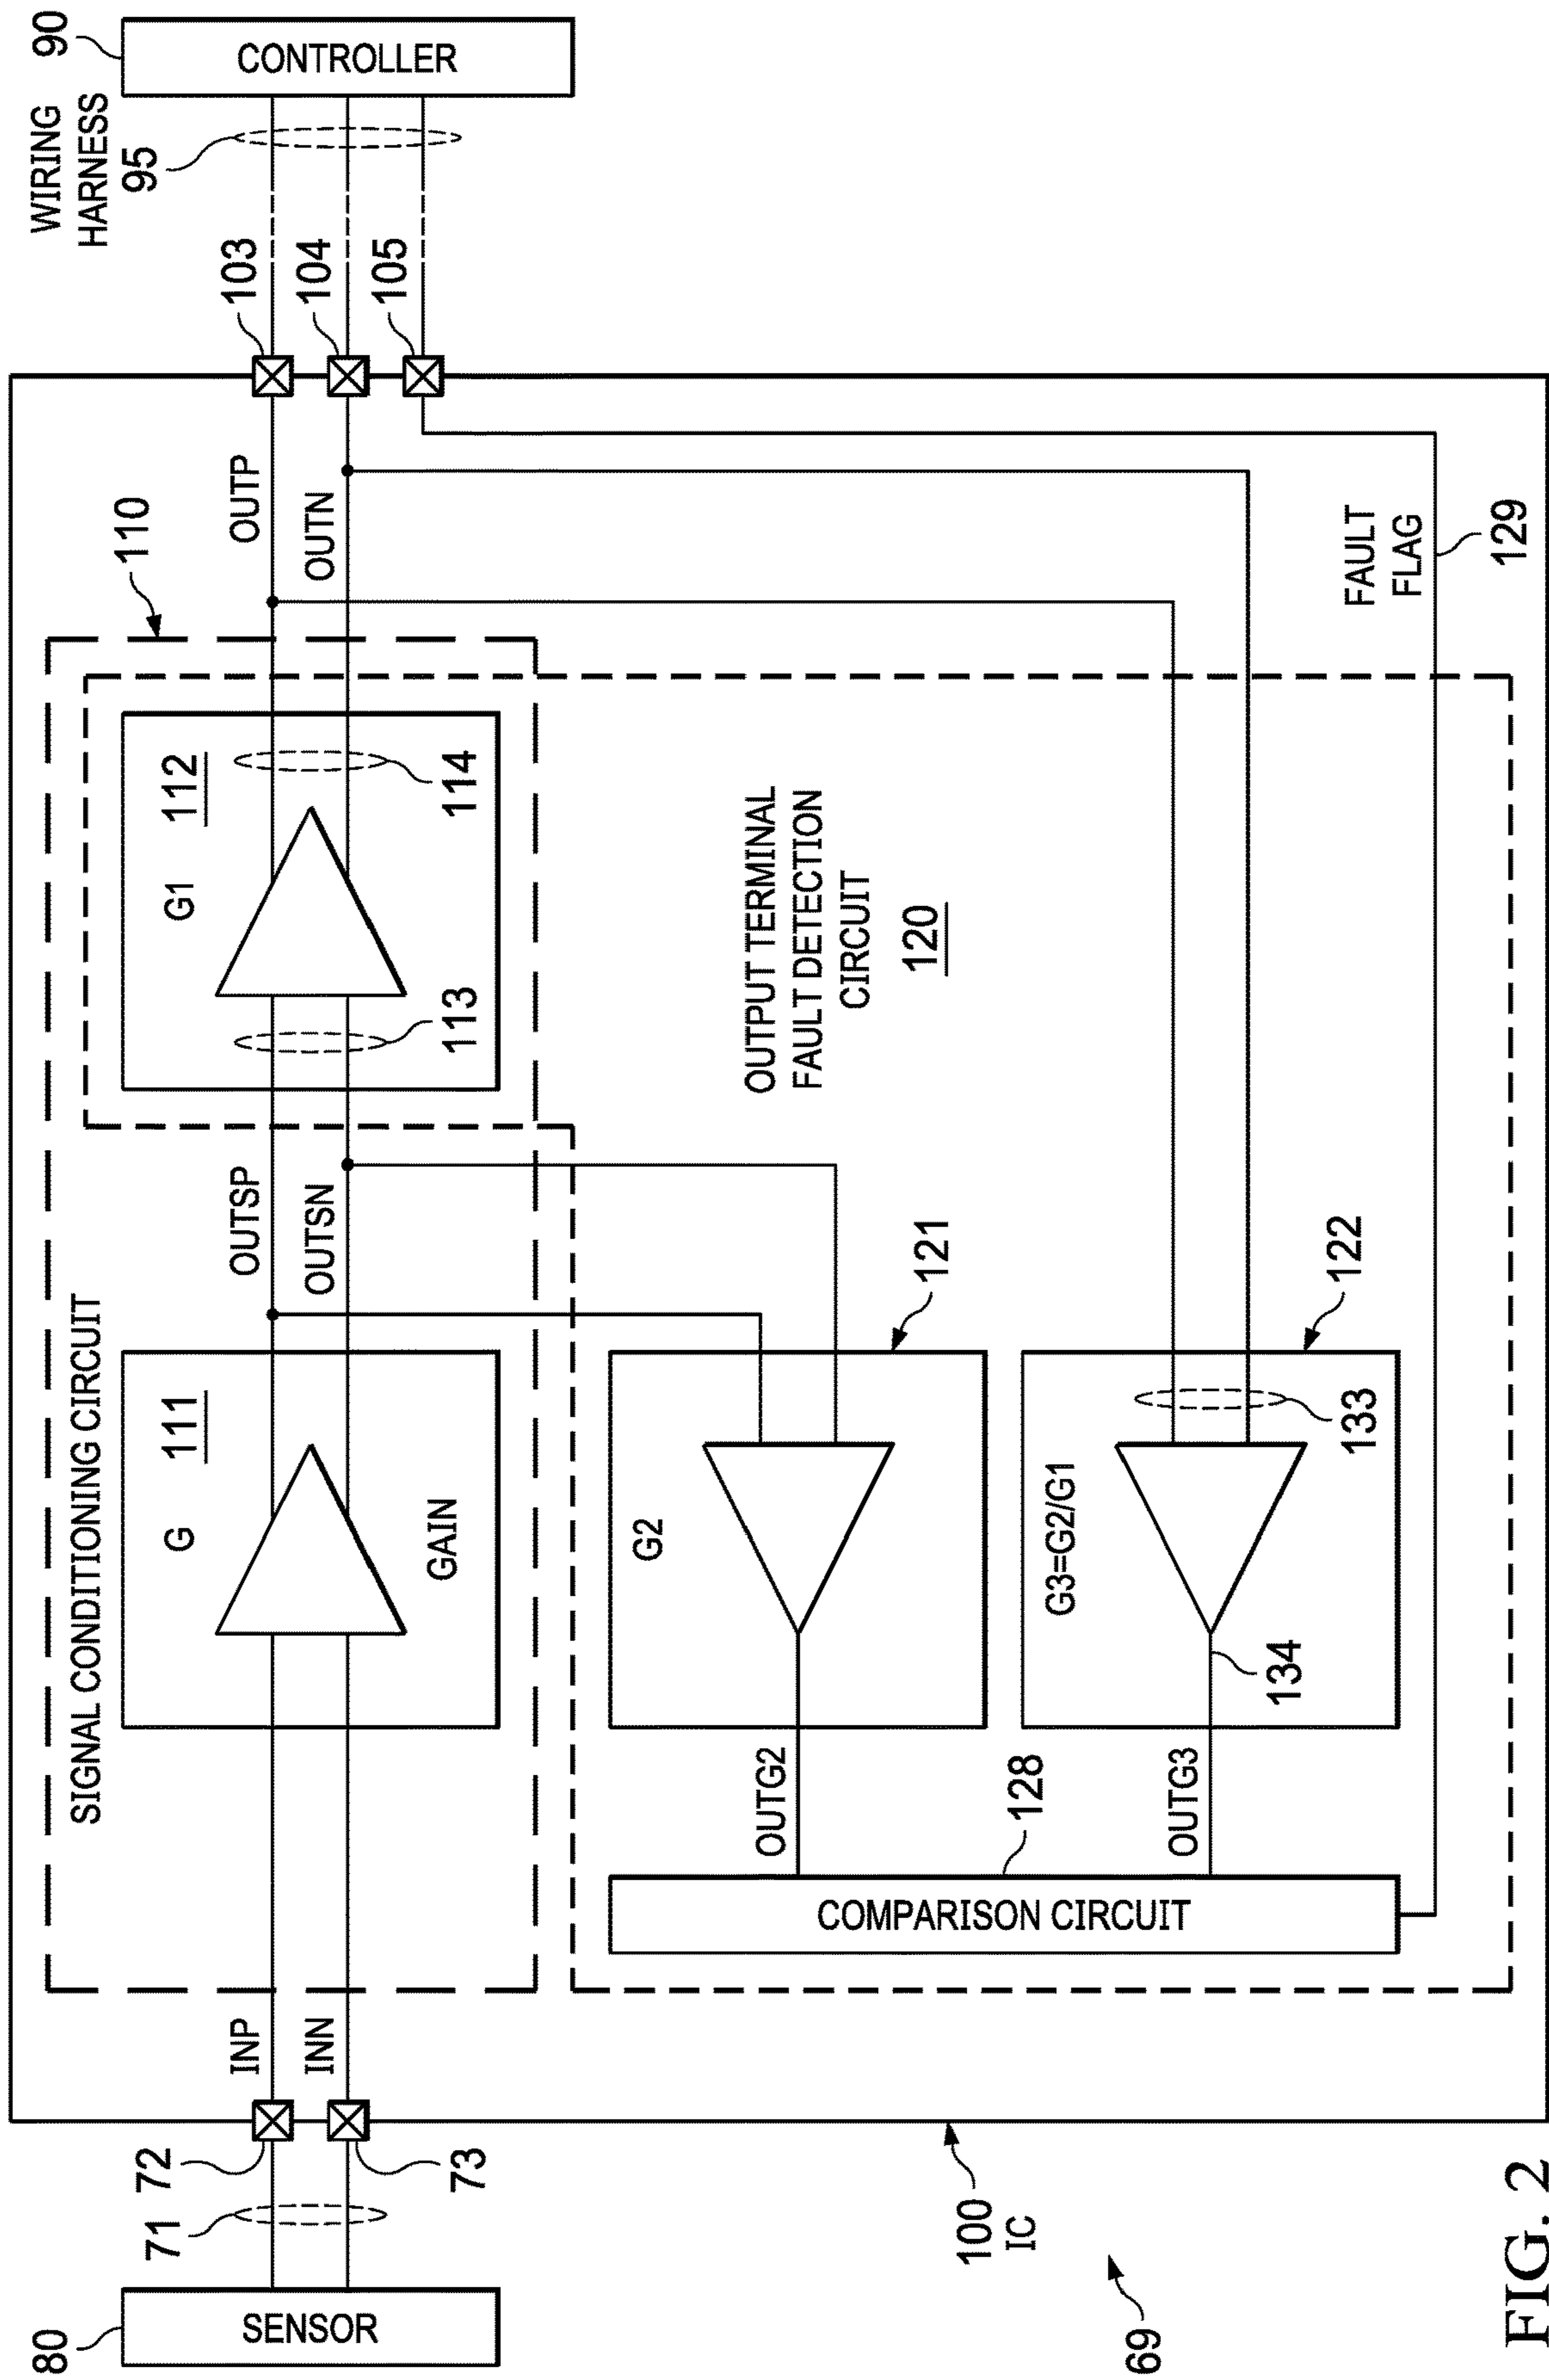 80
SENSOR
71
72
73
INP
INN
SIGNAL CONDITIONING CIRCUIT
110
G
111
GAIN
OUTSP
OUTSN
G1
112
113
114
OUTP
OUTN
103
104
105
WIRING
HARNESS
95
90
CONTROLLER
OUTPUT TERMINAL
FAULT DETECTION
CIRCUIT
120
G2
121
OUTG2
G3=G2/G1
122
133
134
OUTG3
128
COMPARISON CIRCUIT
FAULT
FLAG
129
100
IC
69
FIG. 2